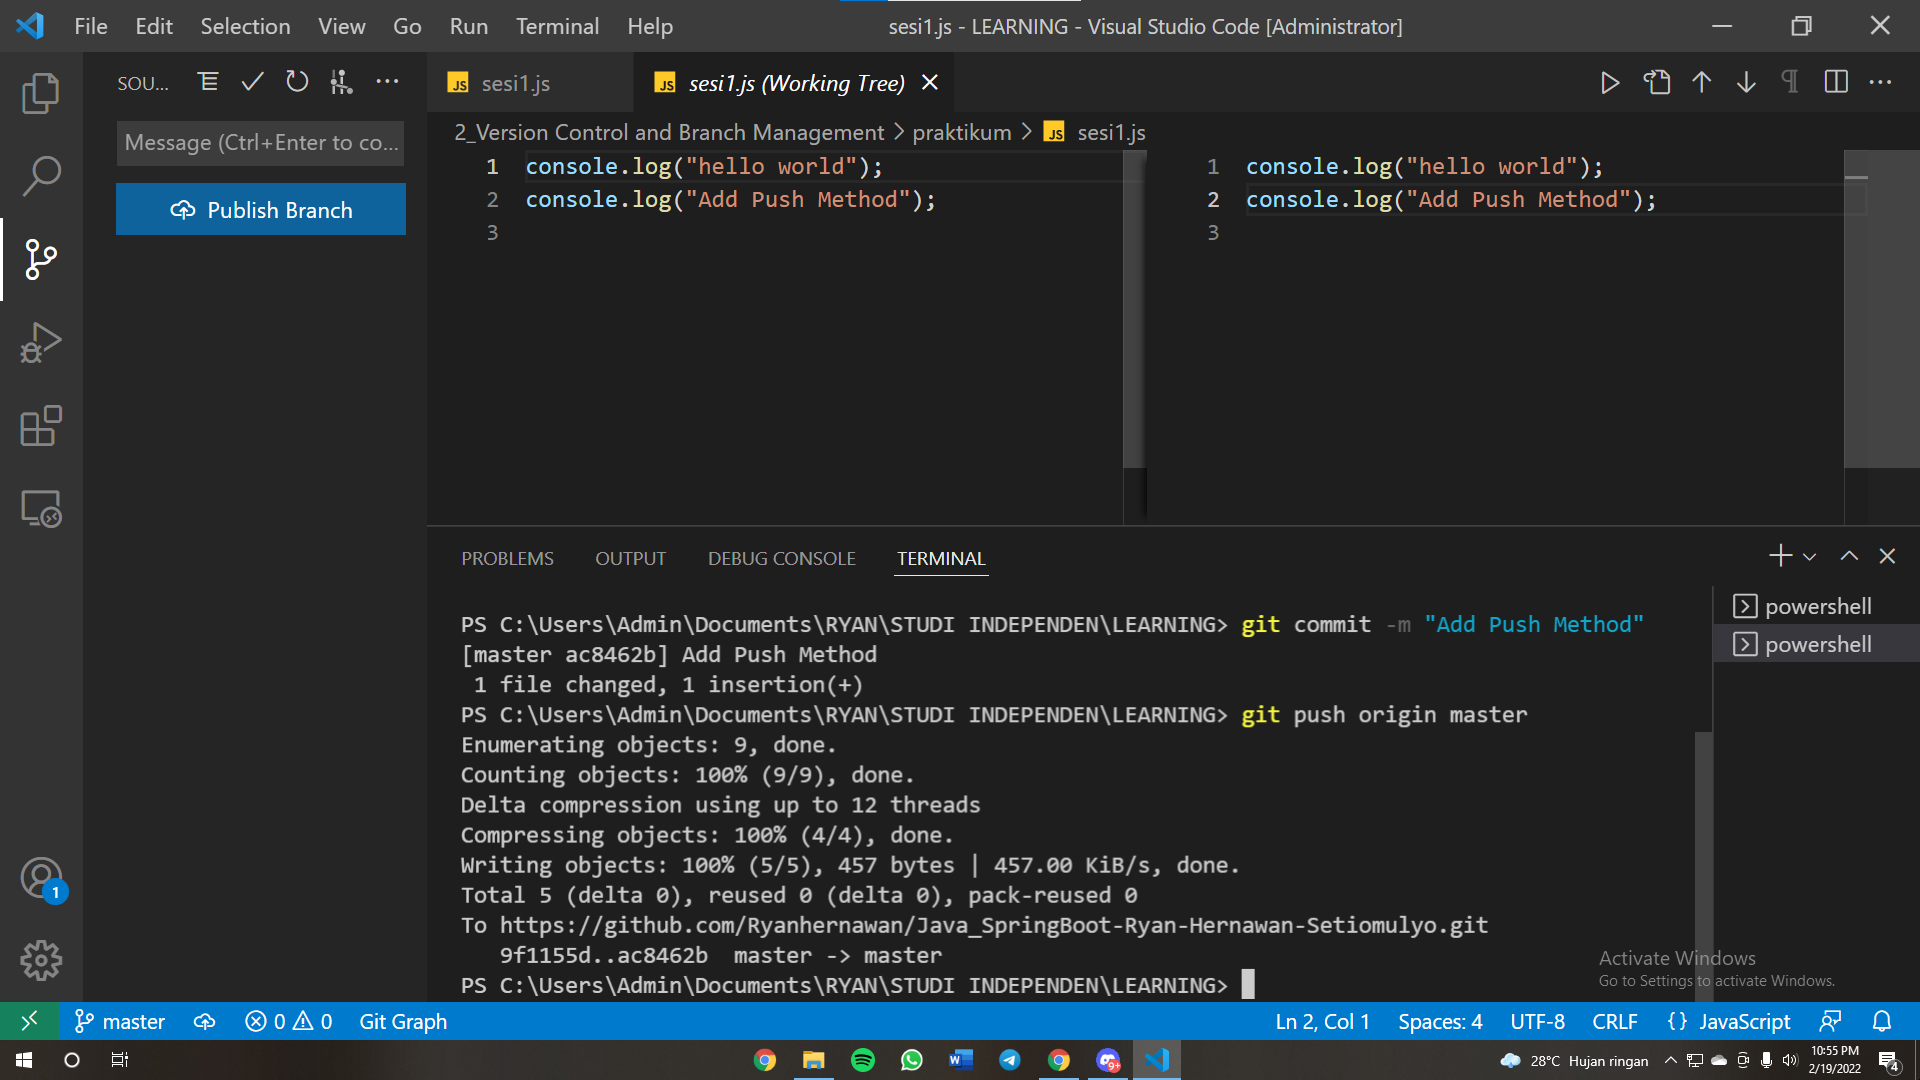 File Edit Selection View Go Run Terminal Help
sesi1.js - LEARNING - Visual Studio Code [Administrator]
SOU...
Message (Ctrl+Enter to co...
Publish Branch
JS sesi1.js
JS sesi1.js (Working Tree)
2_Version Control and Branch Management > praktikum > JS sesi1.js
1 console.log("hello world");
2 console.log("Add Push Method");
3
1 console.log("hello world");
2 console.log("Add Push Method");
3
PROBLEMS OUTPUT DEBUG CONSOLE TERMINAL
powershell
powershell
PS C:\Users\Admin\Documents\RYAN\STUDI INDEPENDEN\LEARNING> git commit -m "Add Push Method"
[master ac8462b] Add Push Method
 1 file changed, 1 insertion(+)
PS C:\Users\Admin\Documents\RYAN\STUDI INDEPENDEN\LEARNING> git push origin master
Enumerating objects: 9, done.
Counting objects: 100% (9/9), done.
Delta compression using up to 12 threads
Compressing objects: 100% (4/4), done.
Writing objects: 100% (5/5), 457 bytes | 457.00 KiB/s, done.
Total 5 (delta 0), reused 0 (delta 0), pack-reused 0
To https://github.com/Ryanhernawan/Java_SpringBoot-Ryan-Hernawan-Setiomulyo.git
   9f1155d..ac8462b  master -> master
PS C:\Users\Admin\Documents\RYAN\STUDI INDEPENDEN\LEARNING>
Activate Windows
Go to Settings to activate Windows.
1
master 0 0 Git Graph
Ln 2, Col 1 Spaces: 4 UTF-8 CRLF {} JavaScript
9+
28°C Hujan ringan
10:55 PM
2/19/2022
4